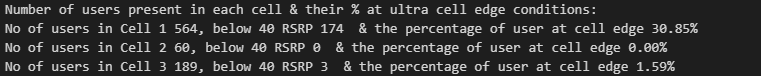 Number of users present in each cell & their % at ultra cell edge conditions:
No of users in Cell 1 564, below 40 RSRP 174  & the percentage of user at cell edge 30.85%
No of users in Cell 2 60, below 40 RSRP 0  & the percentage of user at cell edge 0.00%
No of users in Cell 3 189, below 40 RSRP 3  & the percentage of user at cell edge 1.59%